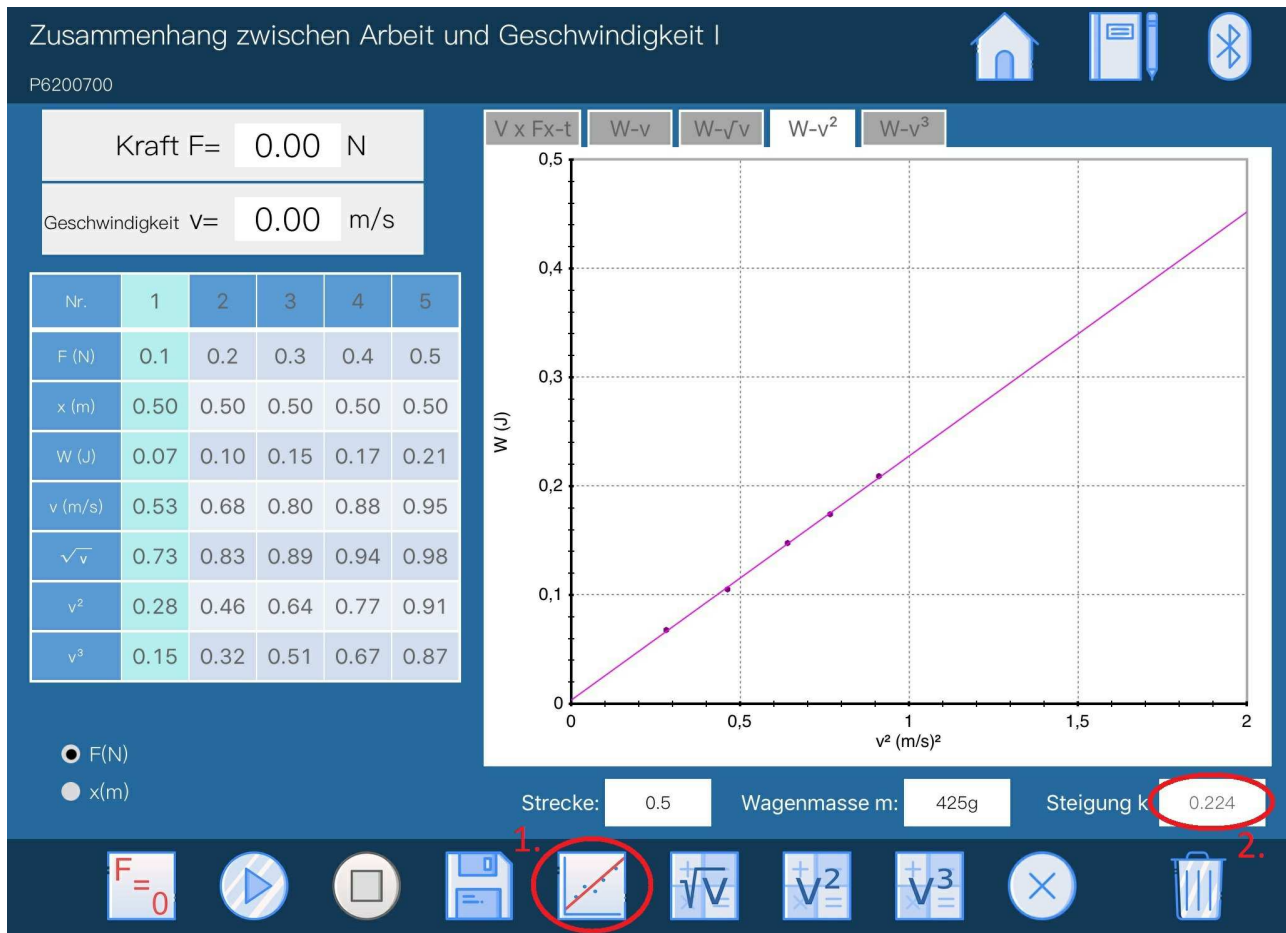 Zusammenhang zwischen Arbeit und Geschwindigkeit I
P6200700
Kraft F= 0.00 N
Geschwindigkeit v= 0.00 m/s
Nr. 1 2 3 4 5
F (N) 0.1 0.2 0.3 0.4 0.5
x (m) 0.50 0.50 0.50 0.50 0.50
W (J) 0.07 0.10 0.15 0.17 0.21
v (m/s) 0.53 0.68 0.80 0.88 0.95
√v 0.73 0.83 0.89 0.94 0.98
v² 0.28 0.46 0.64 0.77 0.91
v³ 0.15 0.32 0.51 0.67 0.87
F(N)
x(m)
V x Fx-t W-v W-√v W-v² W-v³
0,5
0,4
0,3
0,2
0,1
0
W (J)
0 0,5 1 1,5 2
v² (m/s)²
Strecke: 0.5 Wagenmasse m: 425g Steigung k 0.224
1. 2.
F=0 √v v² v³